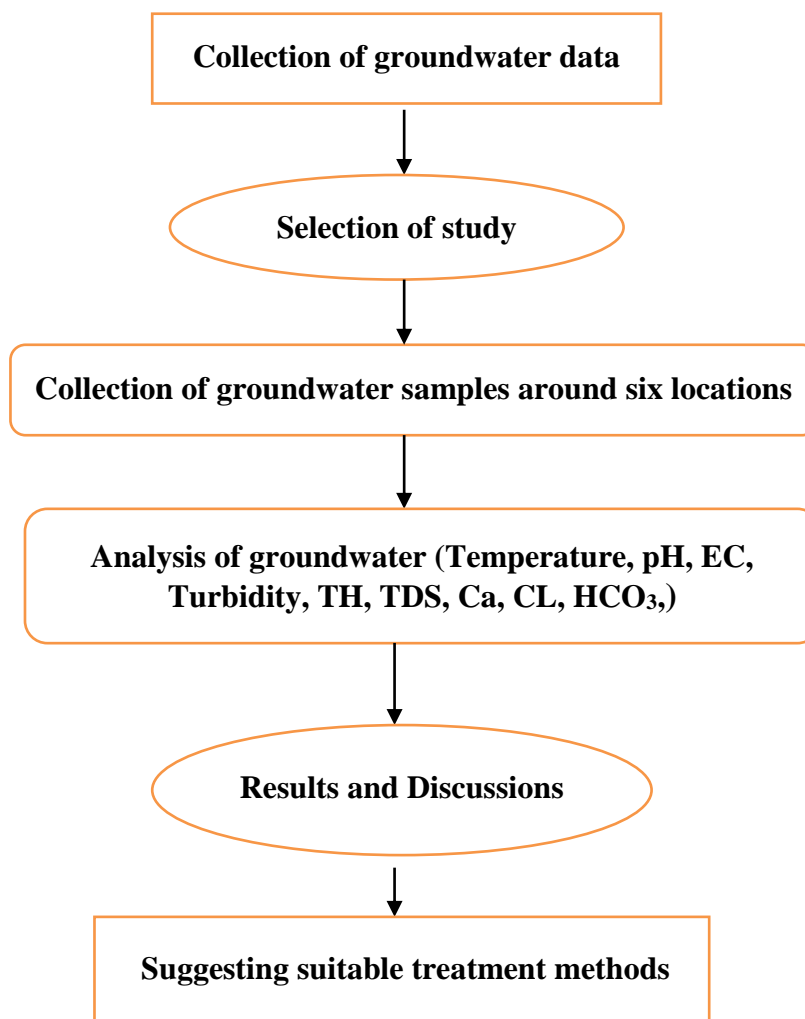 Collection of groundwater data
Selection of study
Collection of groundwater samples around six locations
Analysis of groundwater (Temperature, pH, EC,
Turbidity, TH, TDS, Ca, CL, HCO₃,)
Results and Discussions
Suggesting suitable treatment methods